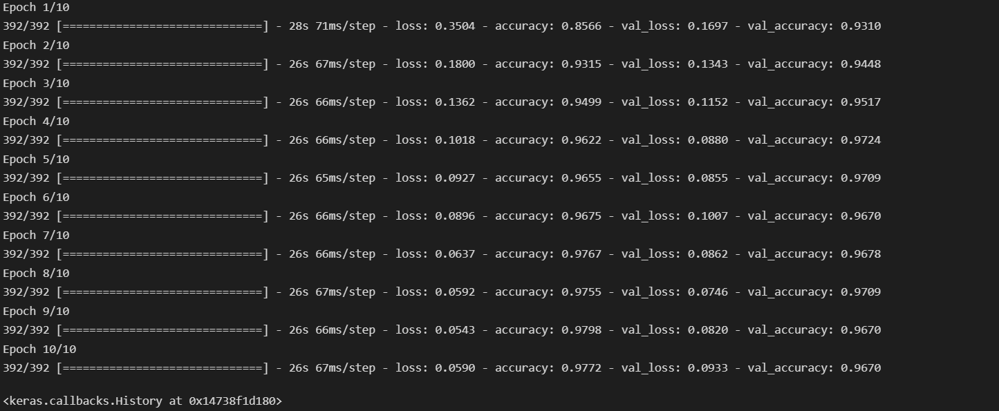 Epoch 1/10
392/392 [==============================] - 28s 71ms/step - loss: 0.3504 - accuracy: 0.8566 - val_loss: 0.1697 - val_accuracy: 0.9310
Epoch 2/10
392/392 [==============================] - 26s 67ms/step - loss: 0.1800 - accuracy: 0.9315 - val_loss: 0.1343 - val_accuracy: 0.9448
Epoch 3/10
392/392 [==============================] - 26s 66ms/step - loss: 0.1362 - accuracy: 0.9499 - val_loss: 0.1152 - val_accuracy: 0.9517
Epoch 4/10
392/392 [==============================] - 26s 66ms/step - loss: 0.1018 - accuracy: 0.9622 - val_loss: 0.0880 - val_accuracy: 0.9724
Epoch 5/10
392/392 [==============================] - 26s 65ms/step - loss: 0.0927 - accuracy: 0.9655 - val_loss: 0.0855 - val_accuracy: 0.9709
Epoch 6/10
392/392 [==============================] - 26s 66ms/step - loss: 0.0896 - accuracy: 0.9675 - val_loss: 0.1007 - val_accuracy: 0.9670
Epoch 7/10
392/392 [==============================] - 26s 66ms/step - loss: 0.0637 - accuracy: 0.9767 - val_loss: 0.0862 - val_accuracy: 0.9678
Epoch 8/10
392/392 [==============================] - 26s 67ms/step - loss: 0.0592 - accuracy: 0.9755 - val_loss: 0.0746 - val_accuracy: 0.9709
Epoch 9/10
392/392 [==============================] - 26s 66ms/step - loss: 0.0543 - accuracy: 0.9798 - val_loss: 0.0820 - val_accuracy: 0.9670
Epoch 10/10
392/392 [==============================] - 26s 67ms/step - loss: 0.0590 - accuracy: 0.9772 - val_loss: 0.0933 - val_accuracy: 0.9670
<keras.callbacks.History at 0x14738f1d180>